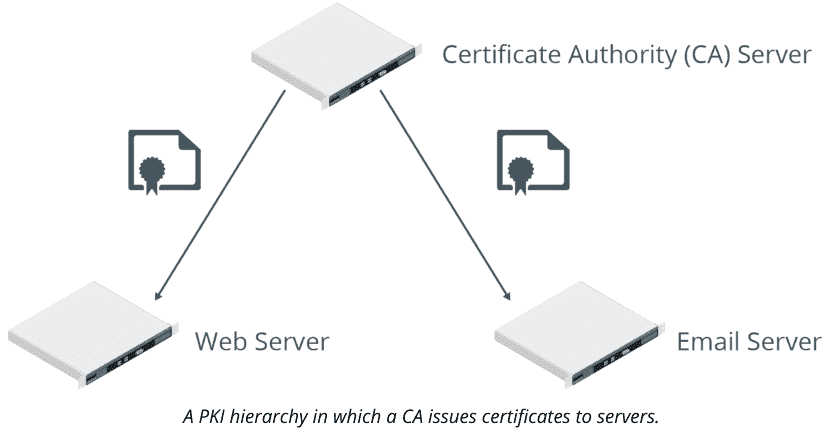 Certificate Authority (CA) Server
Web Server
Email Server
A PKI hierarchy in which a CA issues certificates to servers.